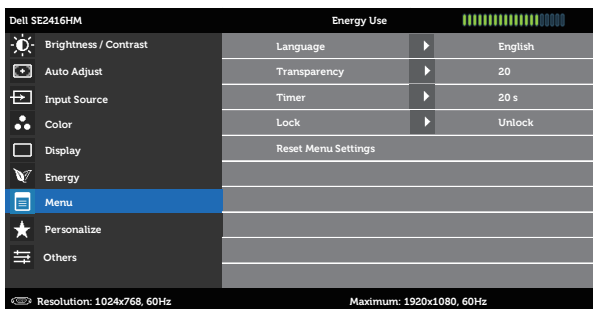 Dell SE2416HM Energy Use
Brightness / Contrast Language English
Auto Adjust Transparency 20
Input Source Timer 20 s
Color Lock Unlock
Display Reset Menu Settings
Energy
Menu
Personalize
Others
Resolution: 1024x768, 60Hz Maximum: 1920x1080, 60Hz